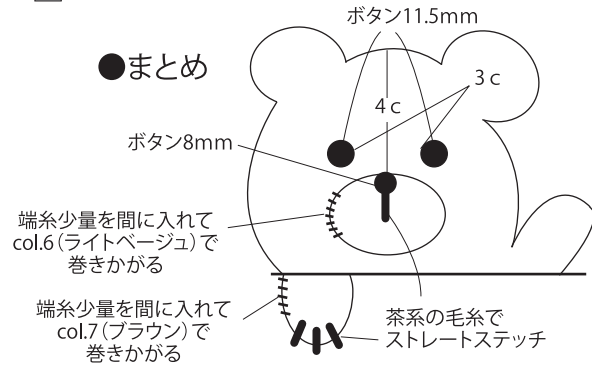 ボタン11.5mm
●まとめ
3c
4c
ボタン8mm
端糸少量を間に入れて
col.6(ライトベージュ)で
巻きかがる
端糸少量を間に入れて
col.7(ブラウン)で
巻きかがる
茶系の毛糸で
ストレートステッチ